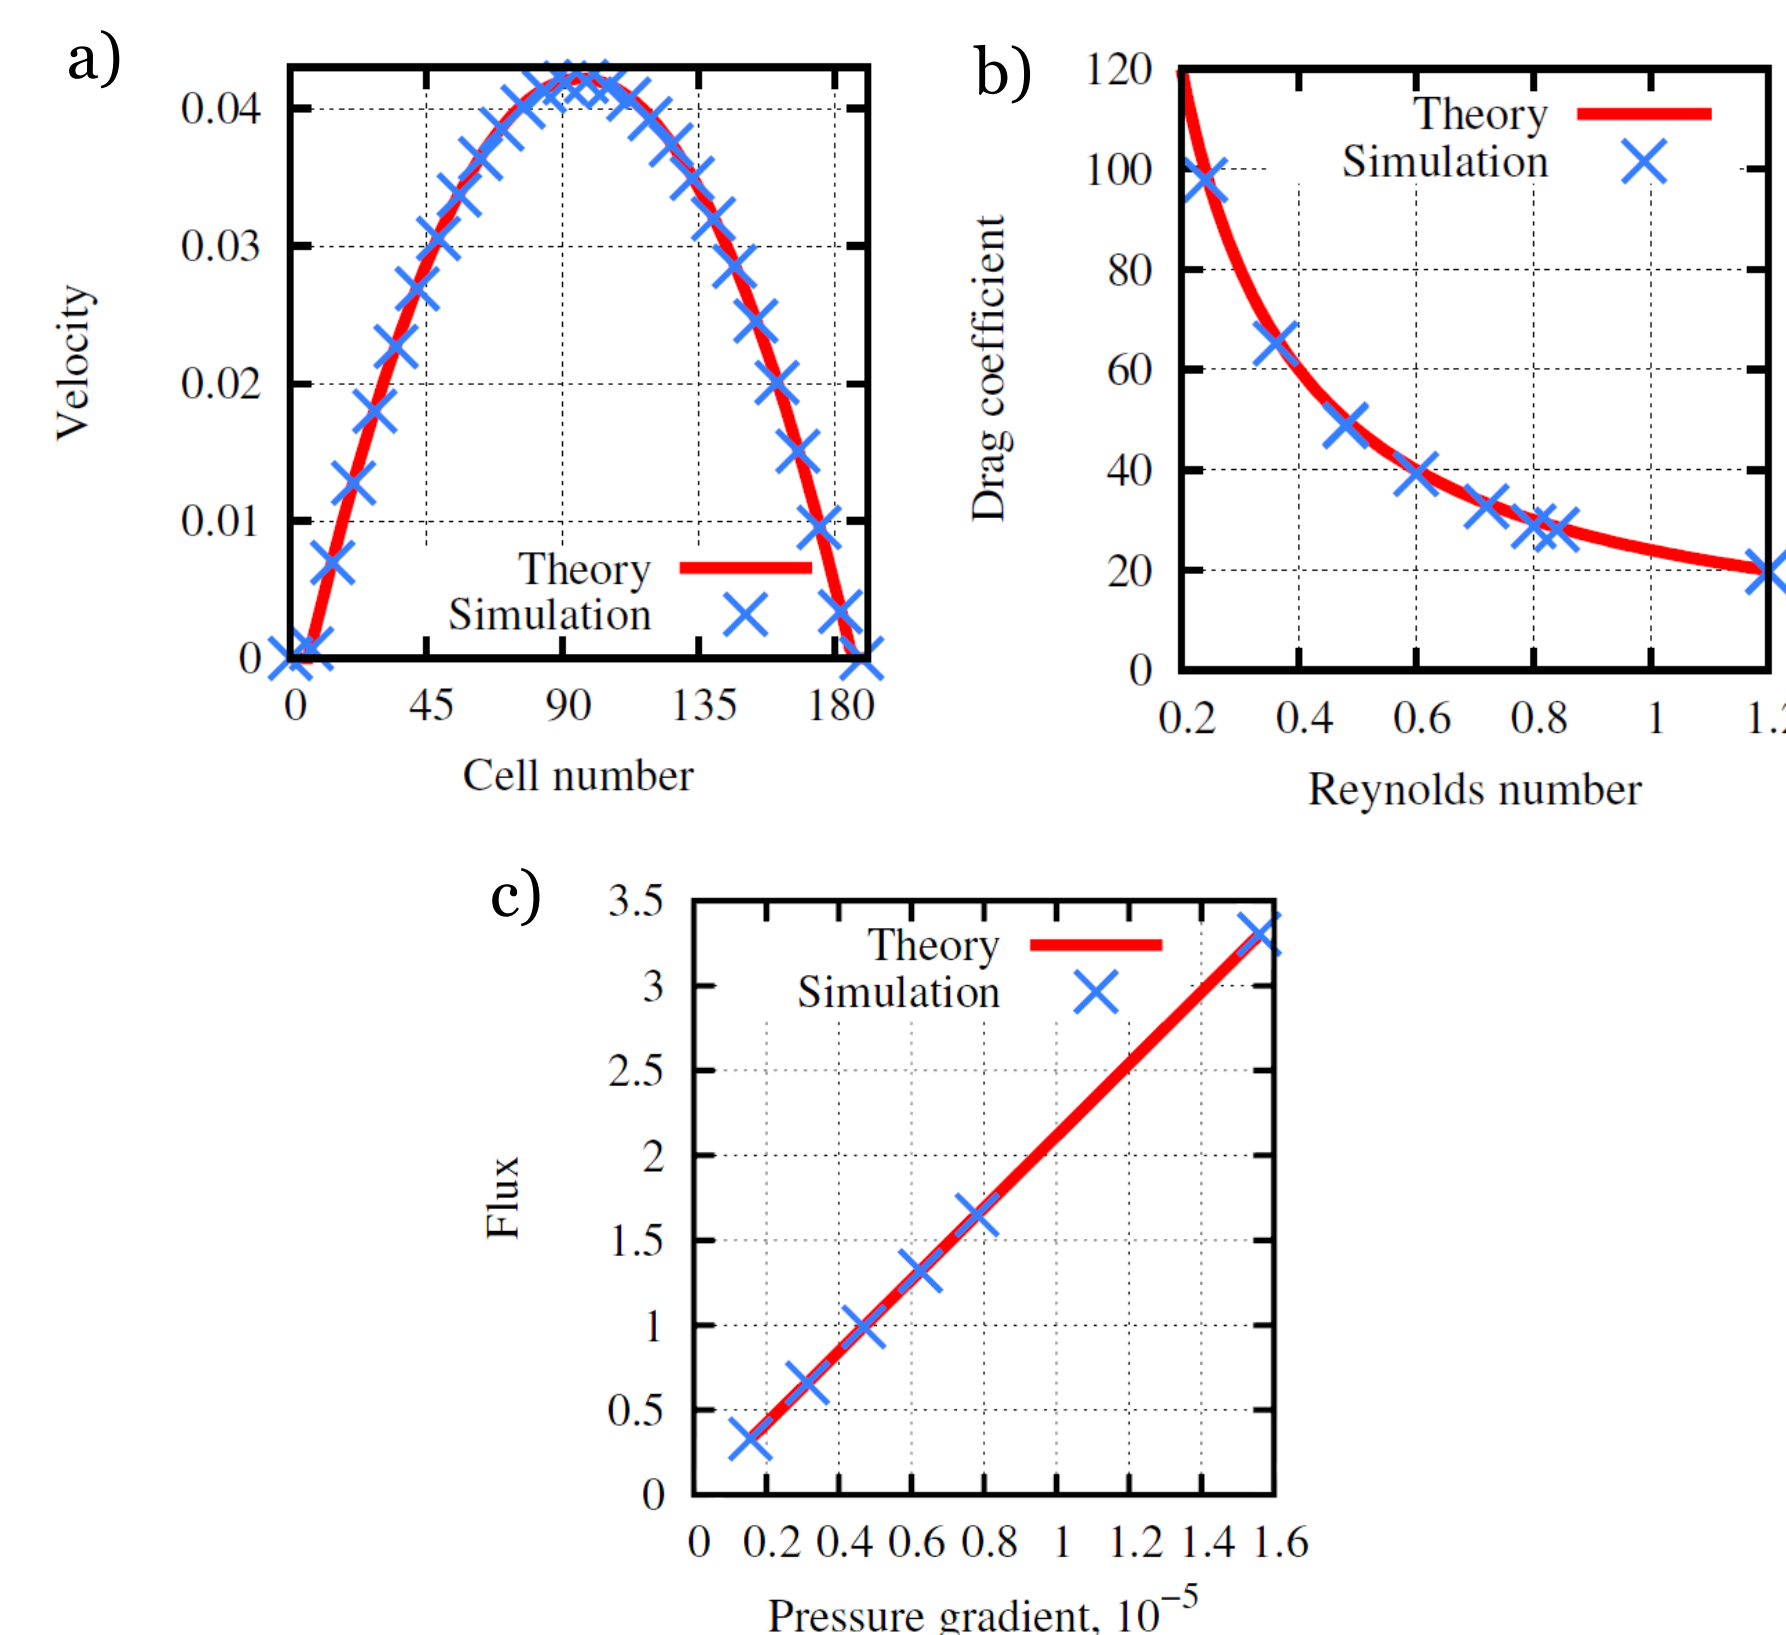 a)
0.04
0.03
0.02
0.01
0
Velocity
Theory
Simulation
0 45 90 135 180
Cell number
b)
120
100
80
60
40
20
0
Drag coefficient
Theory
Simulation
0.2 0.4 0.6 0.8 1 1.2
Reynolds number
c)
3.5
3
2.5
2
1.5
1
0.5
0
Flux
Theory
Simulation
0 0.2 0.4 0.6 0.8 1 1.2 1.4 1.6
Pressure gradient, 10⁻⁵